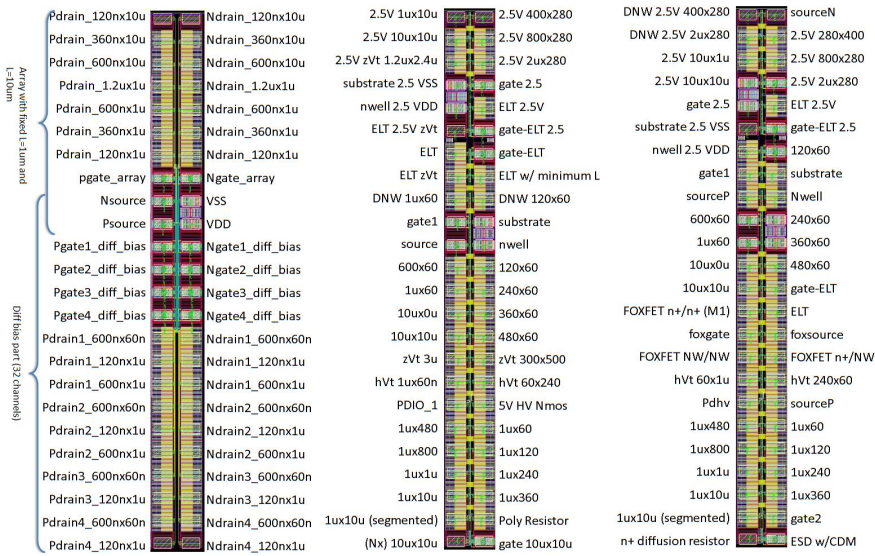 Array with fixed L=1um and
L=10um
Diff bias part (32 channels)
Pdrain_120nx10u Ndrain_120nx10u
Pdrain_360nx10u Ndrain_360nx10u
Pdrain_600nx10u Ndrain_600nx10u
Pdrain_1.2ux1u Ndrain_1.2ux1u
Pdrain_600nx1u Ndrain_600nx1u
Pdrain_360nx1u Ndrain_360nx1u
Pdrain_120nx1u Ndrain_120nx1u
pgate_array Ngate_array
Nsource VSS
Psource VDD
Pgate1_diff_bias Ngate1_diff_bias
Pgate2_diff_bias Ngate2_diff_bias
Pgate3_diff_bias Ngate3_diff_bias
Pgate4_diff_bias Ngate4_diff_bias
Pdrain1_600nx60n Ndrain1_600nx60n
Pdrain1_120nx1u Ndrain1_120nx1u
Pdrain1_600nx1u Ndrain1_600nx1u
Pdrain2_600nx60n Ndrain2_600nx60n
Pdrain2_120nx1u Ndrain2_120nx1u
Pdrain2_600nx1u Ndrain2_600nx1u
Pdrain3_600nx60n Ndrain3_600nx60n
Pdrain3_120nx1u Ndrain3_120nx1u
Pdrain4_600nx60n Ndrain4_600nx60n
Pdrain4_120nx1u Ndrain4_120nx1u
2.5V 1ux10u 2.5V 400x280
2.5V 10ux10u 2.5V 800x280
2.5V zVt 1.2ux2.4u 2.5V 2ux280
substrate 2.5 VSS gate 2.5
nwell 2.5 VDD ELT 2.5V
ELT 2.5V zVt gate-ELT 2.5
ELT gate-ELT
ELT zVt ELT w/ minimum L
DNW 1ux60 DNW 120x60
gate1 substrate
source nwell
600x60 120x60
1ux60 240x60
10ux0u 360x60
10ux10u 480x60
zVt 3u zVt 300x500
hVt 1ux60n hVt 60x240
PDIO_1 5V HV Nmos
1ux480 1ux60
1ux800 1ux120
1ux1u 1ux240
1ux10u 1ux360
1ux10u (segmented) Poly Resistor
(Nx) 10ux10u gate 10ux10u
DNW 2.5V 400x280 sourceN
DNW 2.5V 2ux280 2.5V 280x400
2.5V 10ux1u 2.5V 800x280
2.5V 10ux10u 2.5V 2ux280
gate 2.5 ELT 2.5V
substrate 2.5 VSS gate-ELT 2.5
nwell 2.5 VDD 120x60
gate1 substrate
sourceP Nwell
600x60 240x60
1ux60 360x60
10ux0u 480x60
10ux10u gate-ELT
FOXFET n+/n+ (M1) ELT
foxgate foxsource
FOXFET NW/NW FOXFET n+/NW
hVt 60x1u hVt 240x60
Pdhv sourceP
1ux480 1ux60
1ux800 1ux120
1ux1u 1ux240
1ux10u 1ux360
1ux10u (segmented) gate2
n+ diffusion resistor ESD w/CDM